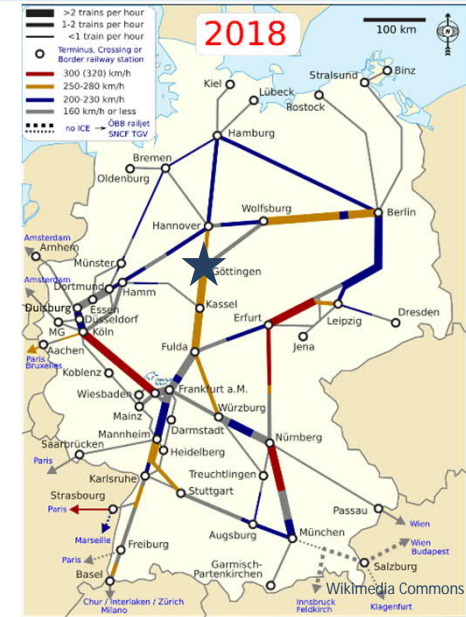 >2 trains per hour
1-2 trains per hour
<1 train per hour
Terminus, Crossing or
Border railway station
300 (320) km/h
250-280 km/h
200-230 km/h
160 km/h or less
no ICE → ÖBB railjet
SNCF TGV
2018
100 km
Kiel
Lübeck
Rostock
Stralsund
Binz
Hamburg
Bremen
Oldenburg
Wolfsburg
Hannover
Berlin
Amsterdam
Arnhem
Münster
Göttingen
Amsterdam
Dortmund
Hamm
Essen
Duisburg
Düsseldorf
Kassel
Erfurt
Leipzig
Dresden
MG
Köln
Aachen
Jena
Paris
Bruxelles
Fulda
Koblenz
Frankfurt a.M.
Wiesbaden
Mainz
Würzburg
Darmstadt
Mannheim
Nürnberg
Saarbrücken
Heidelberg
Paris
Karlsruhe
Treuchtlingen
Strasbourg
Stuttgart
Paris
Passau
Wien
Marseille
Augsburg
München
Wien
Budapest
Freiburg
Paris
Salzburg
Garmisch-
Partenkirchen
Basel
Wikimedia Commons
Chur / Interlaken / Zürich
Milano
Innsbruck
Feldkirch
Klagenfurt